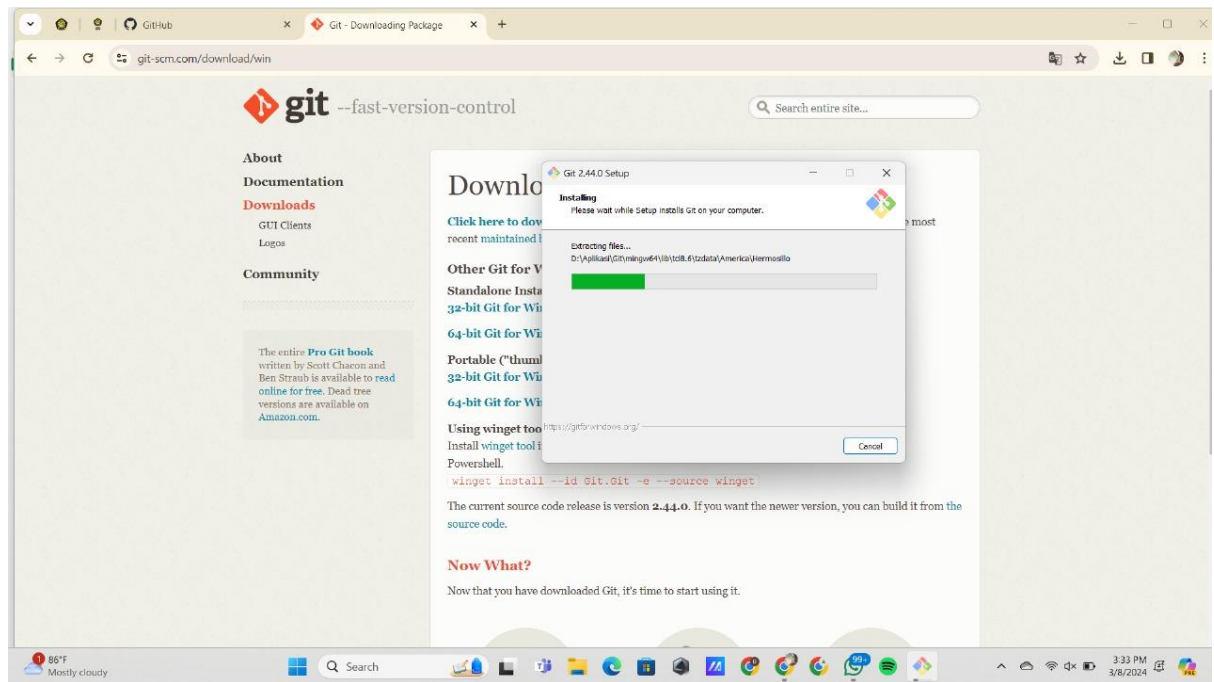 GitHub
Git - Downloading Package
git-scm.com/download/win
git --fast-version-control
Search entire site...
About
Documentation
Downloads
GUI Clients
Logos
Community
The entire Pro Git book
written by Scott Chacon and
Ben Straub is available to read
online for free. Dead tree
versions are available on
Amazon.com.
Downlo
Click here to dow
most
recent maintained
Other Git for W
Standalone Insta
32-bit Git for Wi
64-bit Git for Wi
Portable ("thum
32-bit Git for Wi
64-bit Git for Wi
Using winget too
Install winget tool i
Powershell.
winget install --id Git.Git -e --source winget
The current source code release is version 2.44.0. If you want the newer version, you can build it from the
source code.
Now What?
Now that you have downloaded Git, it's time to start using it.
Git 2.44.0 Setup
Installing
Please wait while Setup installs Git on your computer.
Extracting files...
D:\Aplikasi\Git\mingw64\lib\tcl8.6\tzdata\America\Hermosillo
https://gitforwindows.org/
Cancel
1
86°F
Mostly cloudy
Search
99+
3:33 PM
3/8/2024
PRE